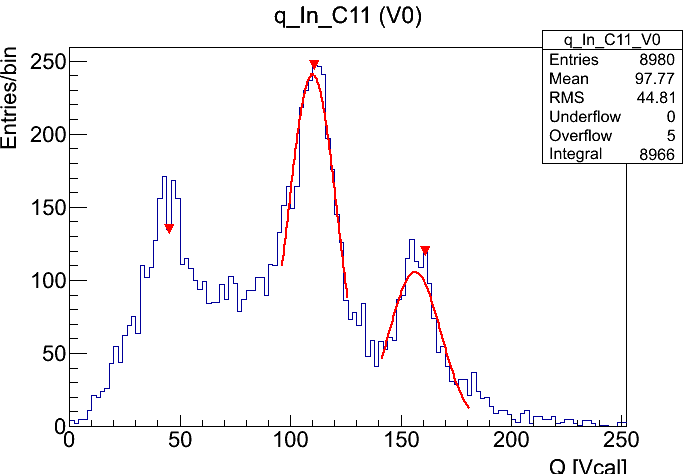 q_In_C11 (V0)
q_In_C11_V0
Entries 8980
Mean 97.77
RMS 44.81
Underflow 0
Overflow 5
Integral 8966
Entries/bin
250
200
150
100
50
0
0 50 100 150 200 250
Q [Vcal]